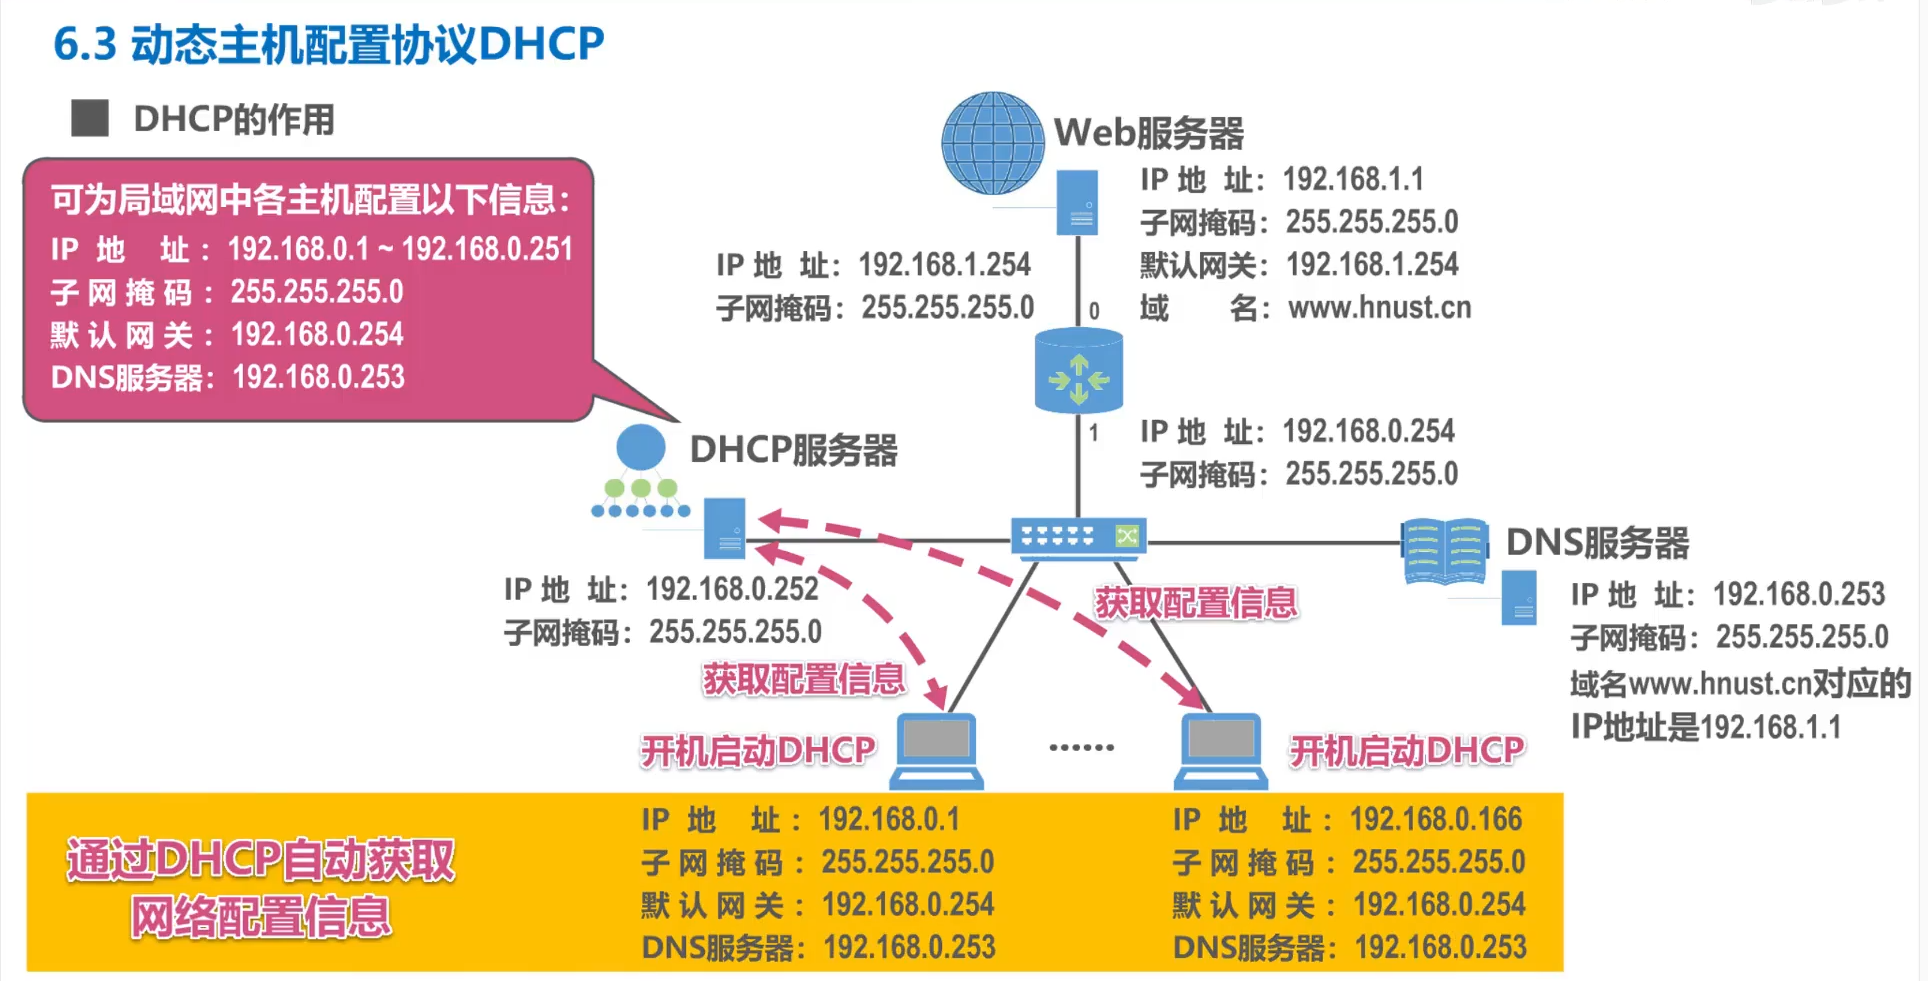 6.3 动态主机配置协议DHCP
DHCP的作用
可为局域网中各主机配置以下信息：
IP 地 址：192.168.0.1 ~ 192.168.0.251
子网掩码：255.255.255.0
默认网关：192.168.0.254
DNS服务器：192.168.0.253
Web服务器
IP 地 址：192.168.1.1
子网掩码：255.255.255.0
默认网关：192.168.1.254
域 名：www.hnust.cn
IP 地 址：192.168.1.254
子网掩码：255.255.255.0
0
1
IP 地 址：192.168.0.254
子网掩码：255.255.255.0
DHCP服务器
IP 地 址：192.168.0.252
子网掩码：255.255.255.0
DNS服务器
IP 地 址：192.168.0.253
子网掩码：255.255.255.0
域名www.hnust.cn对应的
IP地址是192.168.1.1
获取配置信息
获取配置信息
开机启动DHCP
......
开机启动DHCP
通过DHCP自动获取
网络配置信息
IP 地 址：192.168.0.1
子网掩码：255.255.255.0
默认网关：192.168.0.254
DNS服务器：192.168.0.253
IP 地 址：192.168.0.166
子网掩码：255.255.255.0
默认网关：192.168.0.254
DNS服务器：192.168.0.253